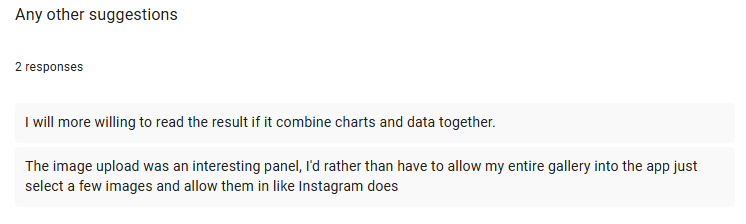 Any other suggestions
2 responses
I will more willing to read the result if it combine charts and data together.
The image upload was an interesting panel, I'd rather than have to allow my entire gallery into the app just
select a few images and allow them in like Instagram does